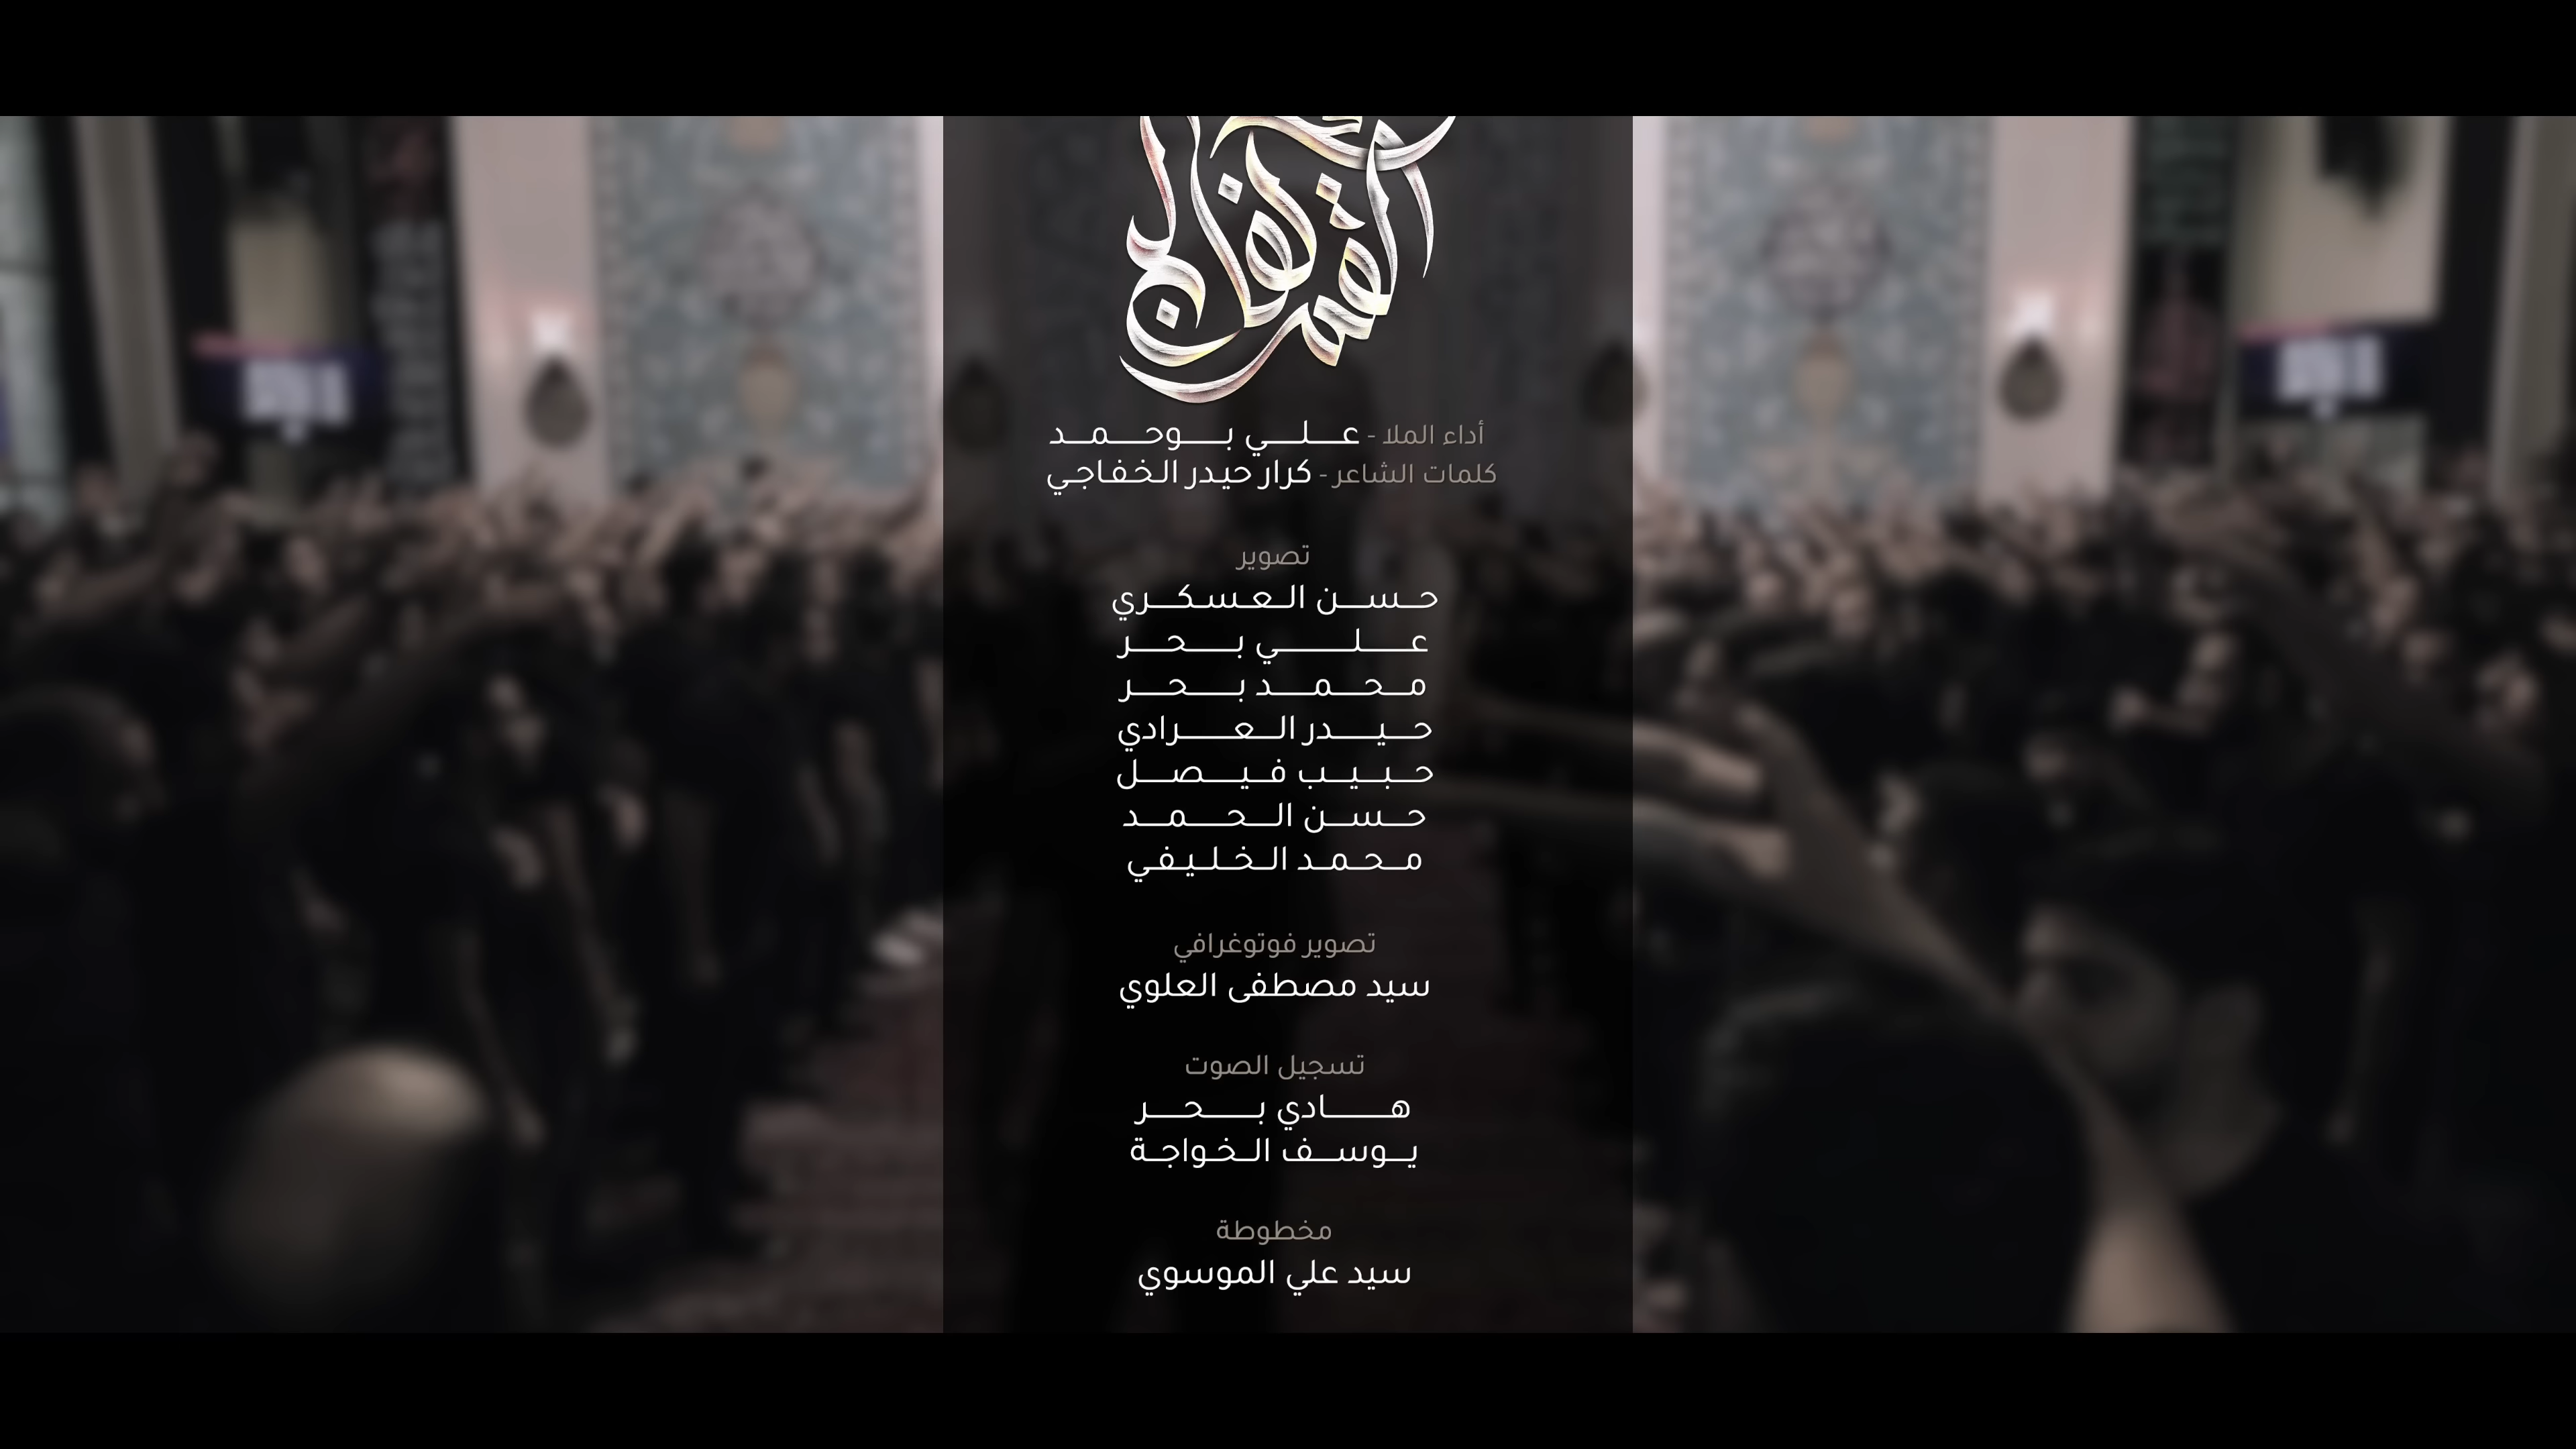 أداء الملا - علي بوحمد
كلمات الشاعر - كرار حيدر الخفاجي
تصوير
حسن العسكري
علي بحر
محمد بحر
حيدر العرادي
حبيب فيصل
حسن الحمد
محمد الخليفي
تصوير فوتوغرافي
سيد مصطفى العلوي
تسجيل الصوت
هادي بحر
يوسف الخواجة
مخطوطة
سيد علي الموسوي